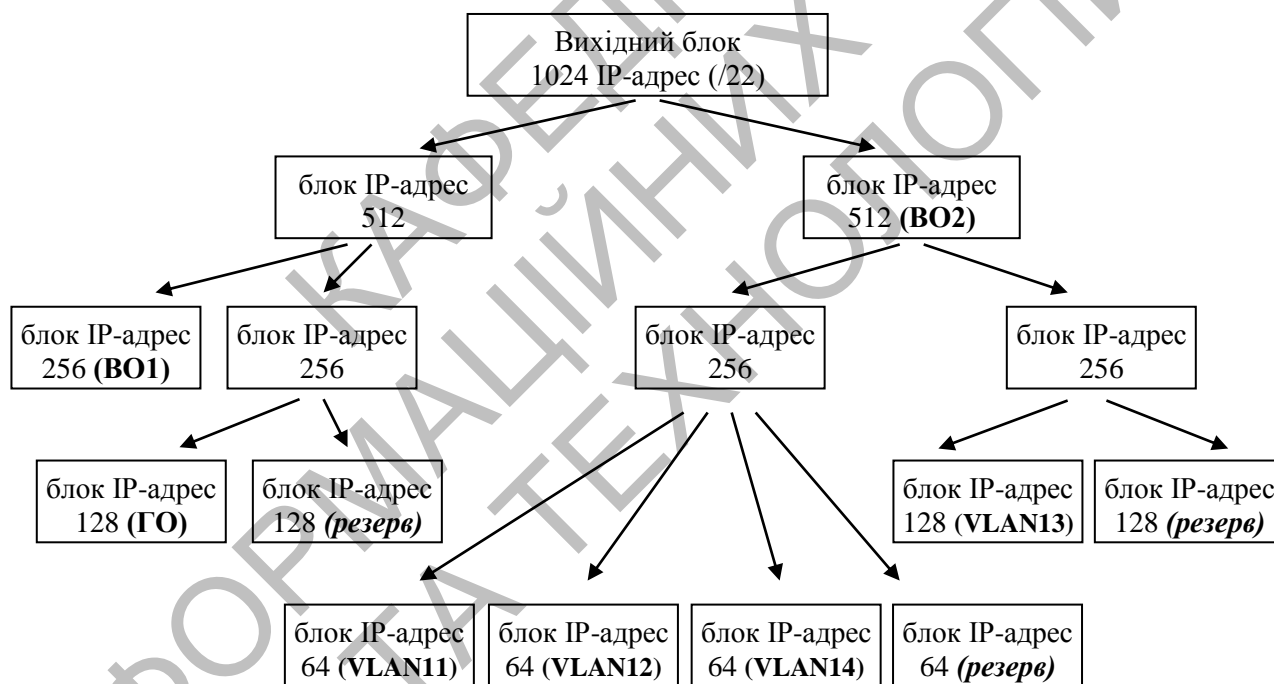 Вихідний блок
1024 IP-адрес (/22)
блок IP-адрес
512
блок IP-адрес
512 (ВО2)
блок IP-адрес
256 (ВО1)
блок IP-адрес
256
блок IP-адрес
256
блок IP-адрес
256
блок IP-адрес
128 (ГО)
блок IP-адрес
128 (резерв)
блок IP-адрес
128 (VLAN13)
блок IP-адрес
128 (резерв)
блок IP-адрес
64 (VLAN11)
блок IP-адрес
64 (VLAN12)
блок IP-адрес
64 (VLAN14)
блок IP-адрес
64 (резерв)